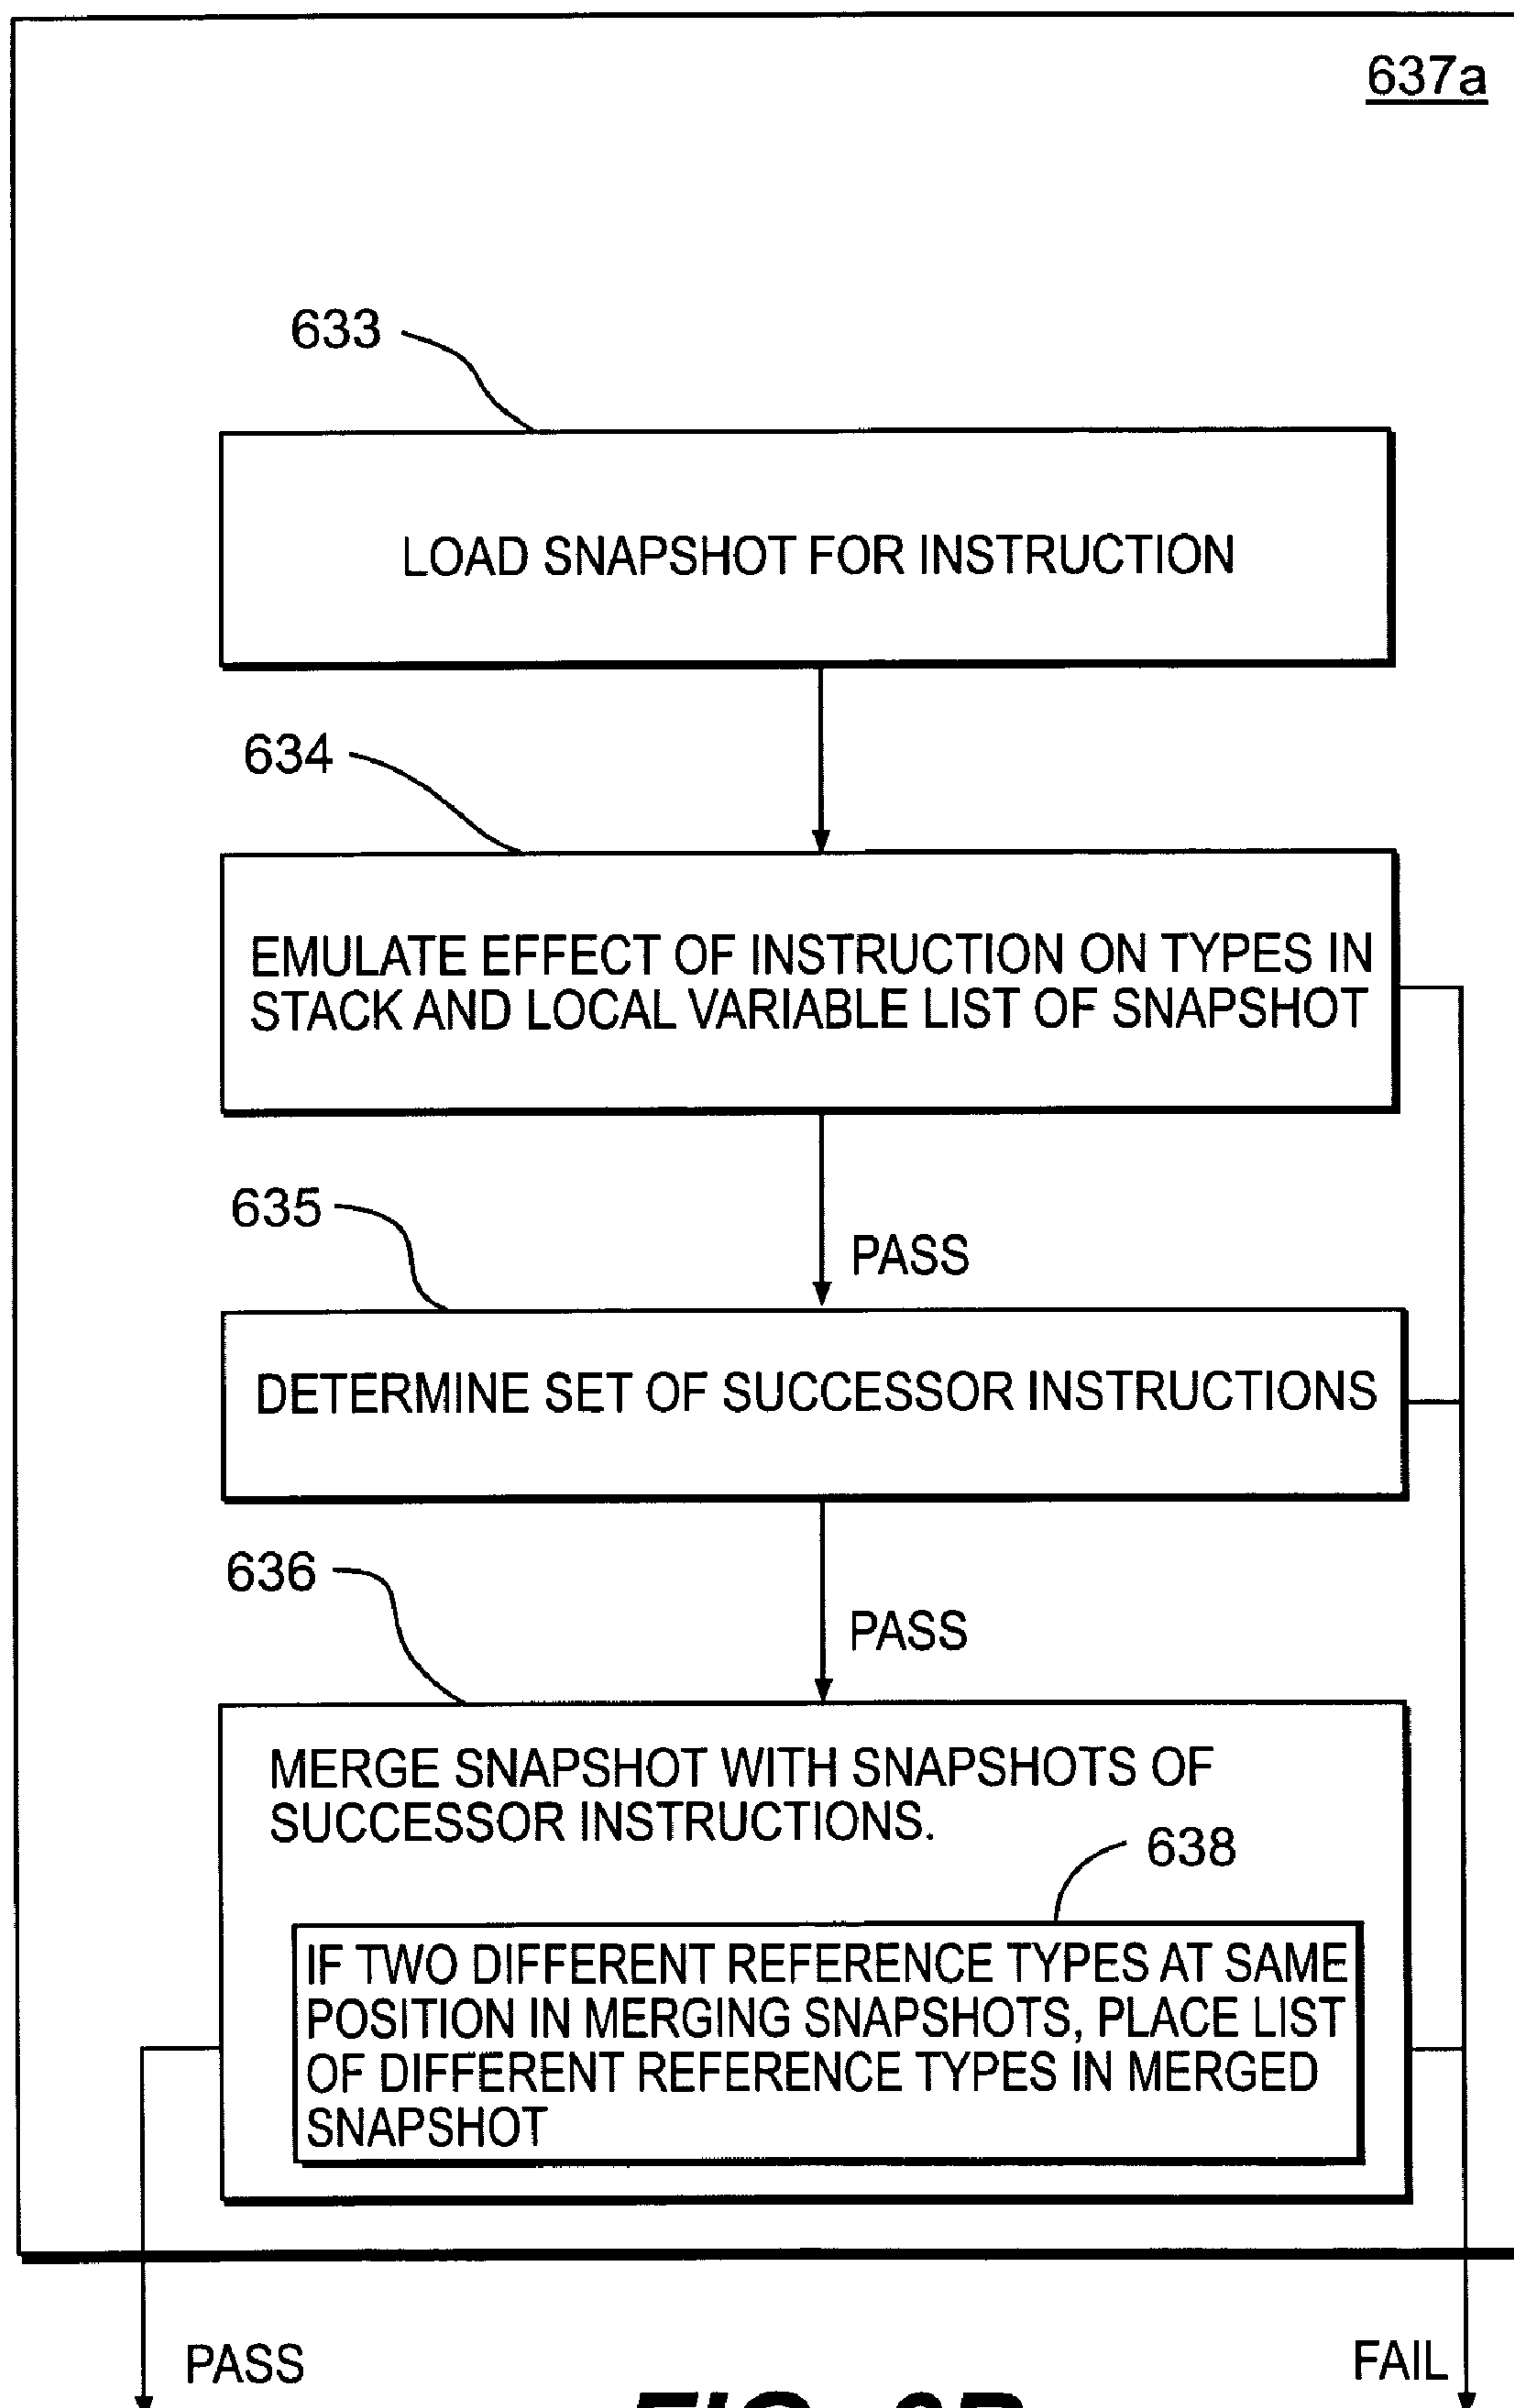 637a
633
LOAD SNAPSHOT FOR INSTRUCTION
634
EMULATE EFFECT OF INSTRUCTION ON TYPES IN
STACK AND LOCAL VARIABLE LIST OF SNAPSHOT
635
PASS
DETERMINE SET OF SUCCESSOR INSTRUCTIONS
636
PASS
MERGE SNAPSHOT WITH SNAPSHOTS OF
SUCCESSOR INSTRUCTIONS.
638
IF TWO DIFFERENT REFERENCE TYPES AT SAME
POSITION IN MERGING SNAPSHOTS, PLACE LIST
OF DIFFERENT REFERENCE TYPES IN MERGED
SNAPSHOT
PASS
FAIL